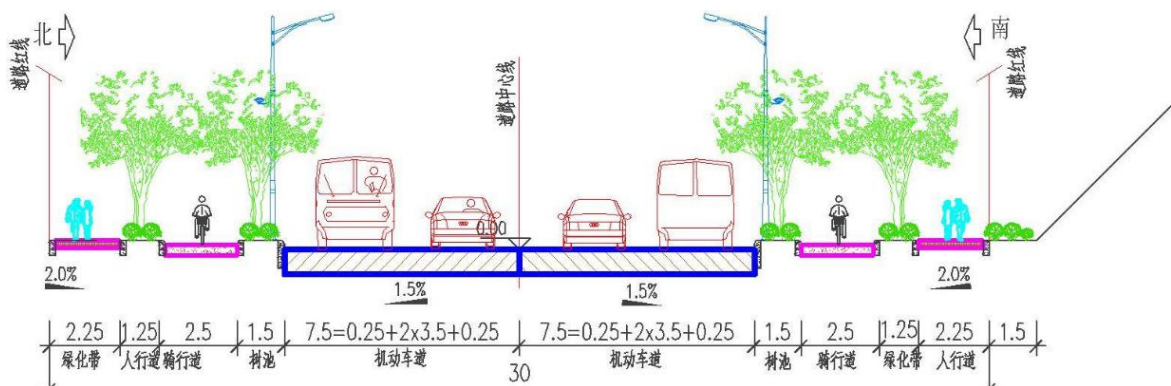 北
南
道路红线
道路中心线
道路红线
0.00
2.0%
1.5%
1.5%
2.0%
2.25 1.25 2.5 1.5 7.5=0.25+2x3.5+0.25 7.5=0.25+2x3.5+0.25 1.5 2.5 1.25 2.25 1.5
绿化带 人行道 骑行道 树池 机动车道 机动车道 树池 骑行道 绿化带 人行道
30